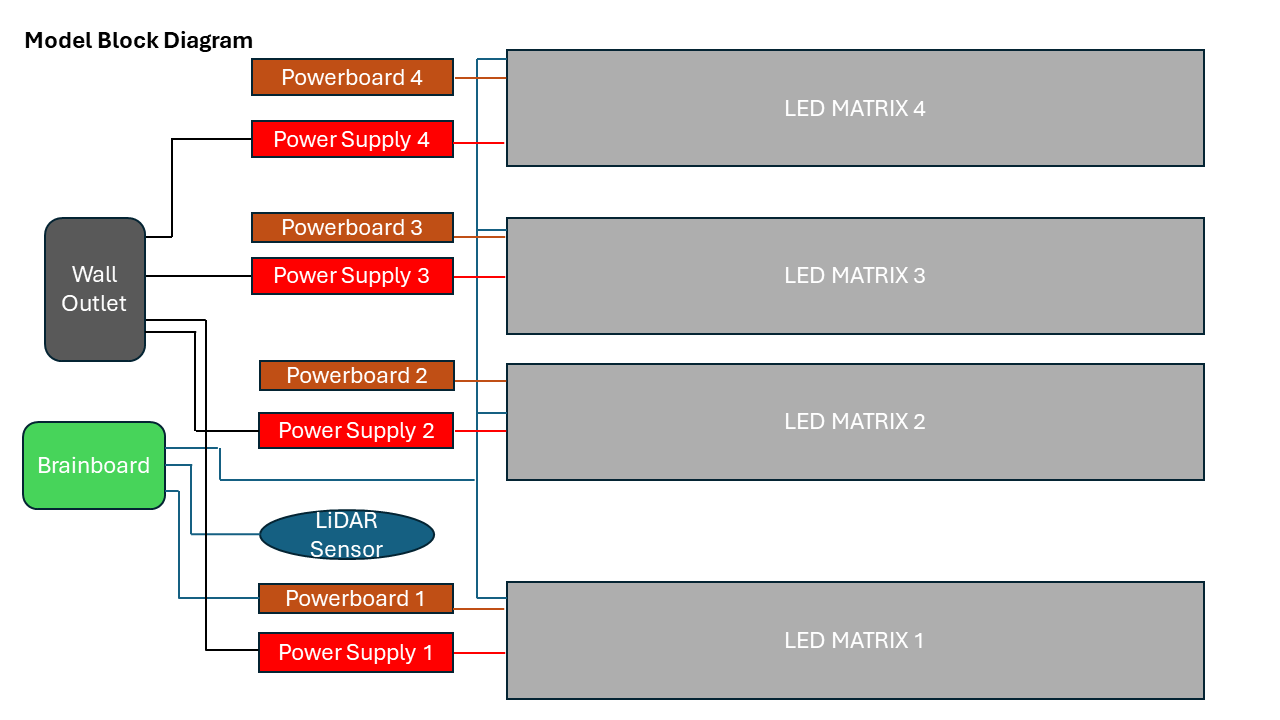 Model Block Diagram
Powerboard 4
LED MATRIX 4
Power Supply 4
Powerboard 3
Wall
Outlet
Power Supply 3
LED MATRIX 3
Powerboard 2
LED MATRIX 2
Power Supply 2
Brainboard
LiDAR
Sensor
Powerboard 1
LED MATRIX 1
Power Supply 1